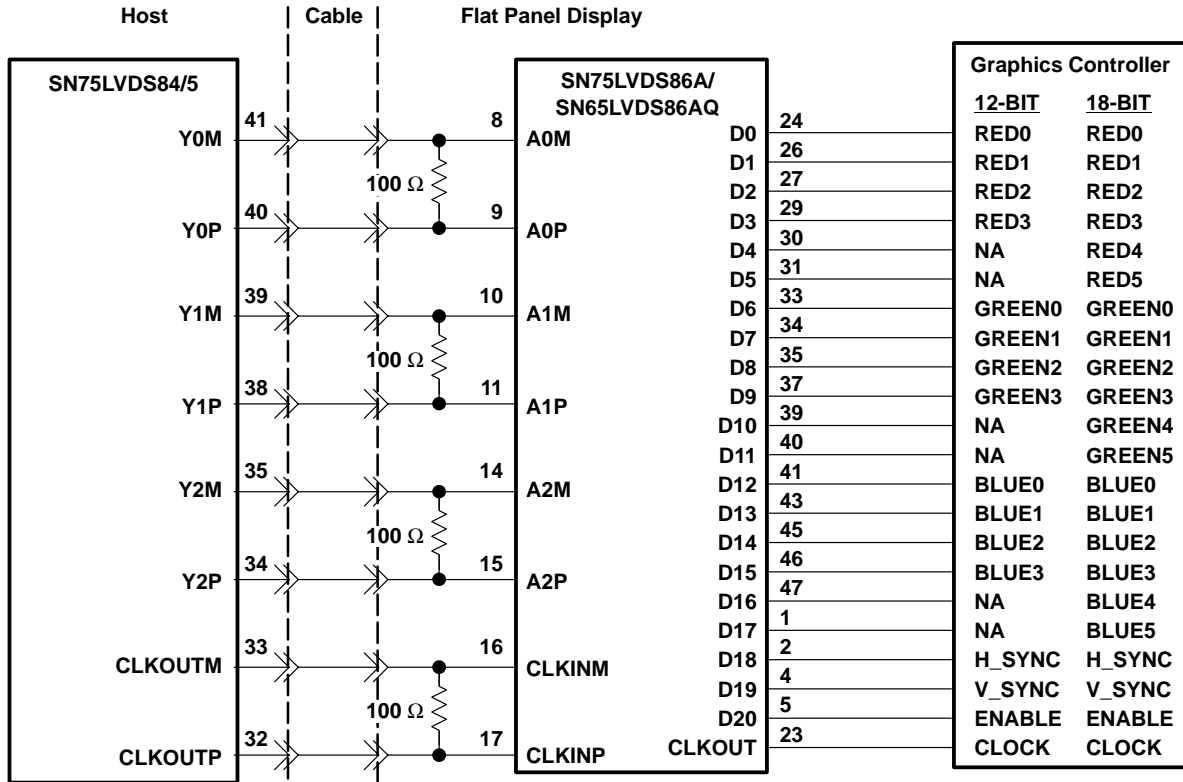 Host Cable Flat Panel Display
SN75LVDS84/5
Y0M 41
Y0P 40
Y1M 39
Y1P 38
Y2M 35
Y2P 34
CLKOUTM 33
CLKOUTP 32
100 Ω
100 Ω
100 Ω
100 Ω
SN75LVDS86A/
SN65LVDS86AQ
8 A0M
9 A0P
10 A1M
11 A1P
14 A2M
15 A2P
16 CLKINM
17 CLKINP
D0 24
D1 26
D2 27
D3 29
D4 30
D5 31
D6 33
D7 34
D8 35
D9 37
D10 39
D11 40
D12 41
D13 43
D14 45
D15 46
D16 47
D17 1
D18 2
D19 4
D20 5
CLKOUT 23
Graphics Controller
12-BIT 18-BIT
RED0 RED0
RED1 RED1
RED2 RED2
RED3 RED3
NA RED4
NA RED5
GREEN0 GREEN0
GREEN1 GREEN1
GREEN2 GREEN2
GREEN3 GREEN3
NA GREEN4
NA GREEN5
BLUE0 BLUE0
BLUE1 BLUE1
BLUE2 BLUE2
BLUE3 BLUE3
NA BLUE4
NA BLUE5
H_SYNC H_SYNC
V_SYNC V_SYNC
ENABLE ENABLE
CLOCK CLOCK